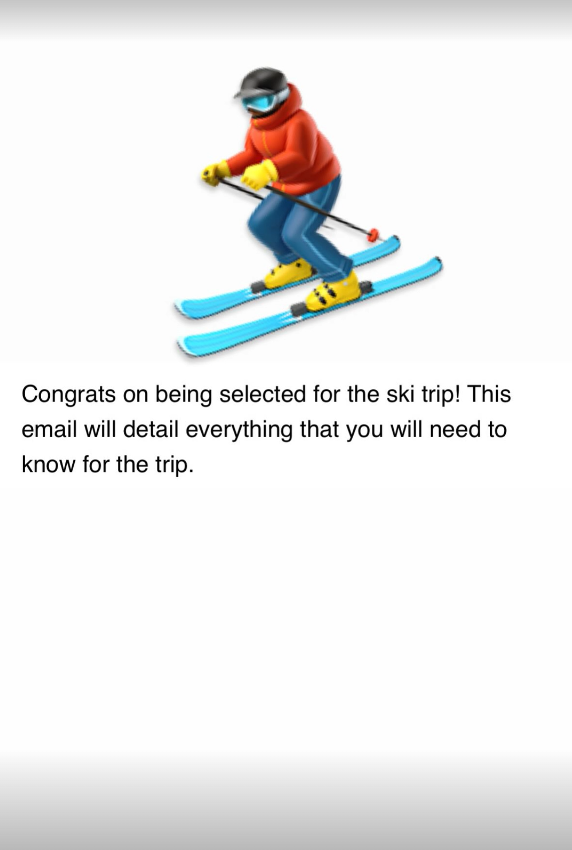 Congrats on being selected for the ski trip! This
email will detail everything that you will need to
know for the trip.